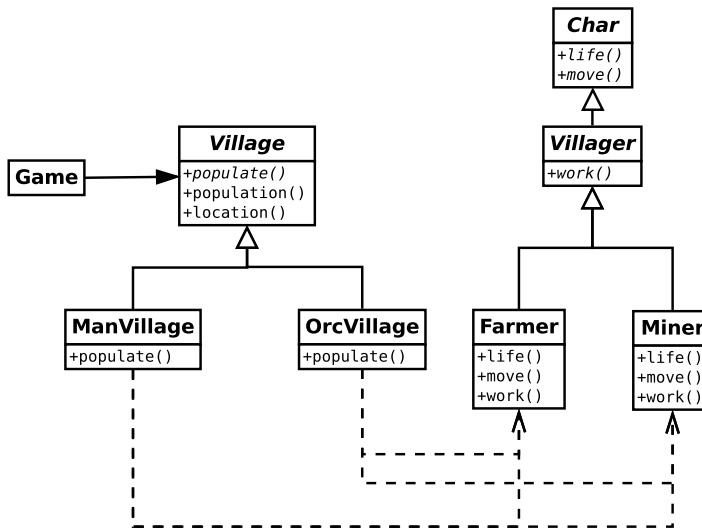 Char
+life()
+move()
Village
+populate()
+population()
+location()
Villager
+work()
Game
ManVillage
+populate()
OrcVillage
+populate()
Farmer
+life()
+move()
+work()
Miner
+life()
+move()
+work()